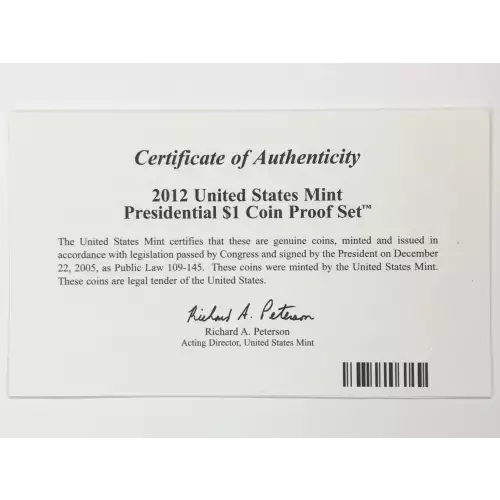 Certificate of Authenticity
2012 United States Mint
Presidential $1 Coin Proof Set™
The United States Mint certifies that these are genuine coins, minted and issued in
accordance with legislation passed by Congress and signed by the President on December
22, 2005, as Public Law 109-145. These coins were minted by the United States Mint.
These coins are legal tender of the United States.
Richard A. Peterson
Richard A. Peterson
Acting Director, United States Mint